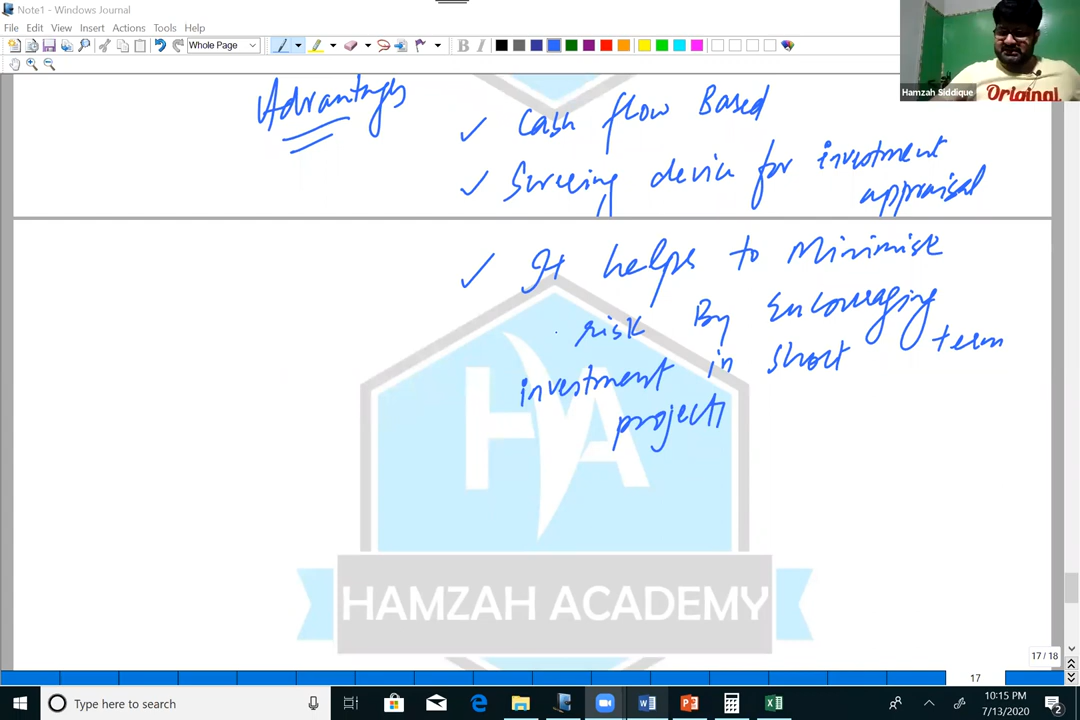 Note1 - Windows Journal
File Edit View Insert Actions Tools Help
Whole Page
B I
Hamzah Siddique
Original
Advantages
✓ Cash flow Based
✓ Screeing device for investment
appraisal
✓ It helps to Minimise
risk By Encouraging
investment in short term
projects
HAMZAH ACADEMY
17 / 18
17
Type here to search
10:15 PM
7/13/2020
2